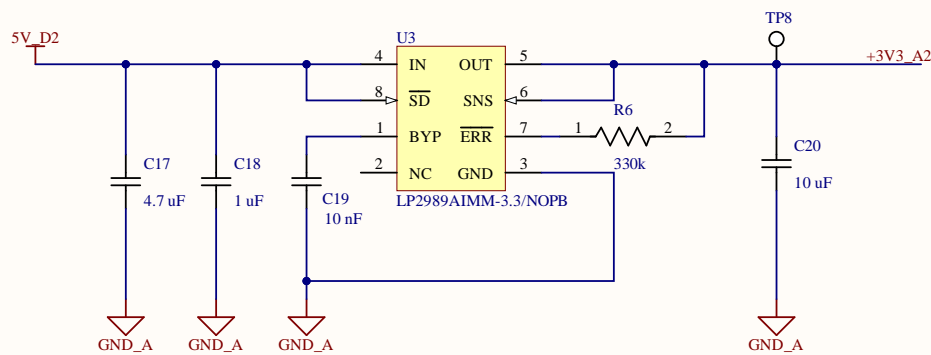 TP8
5V_D2
U3
+3V3_A2
4 IN OUT 5
8 SD SNS 6
R6
1 BYP ERR 7 1 2
330k
2 NC GND 3
C17
4.7 uF
C18
1 uF
C19
10 nF
LP2989AIMM-3.3/NOPB
C20
10 uF
GND_A
GND_A
GND_A
GND_A